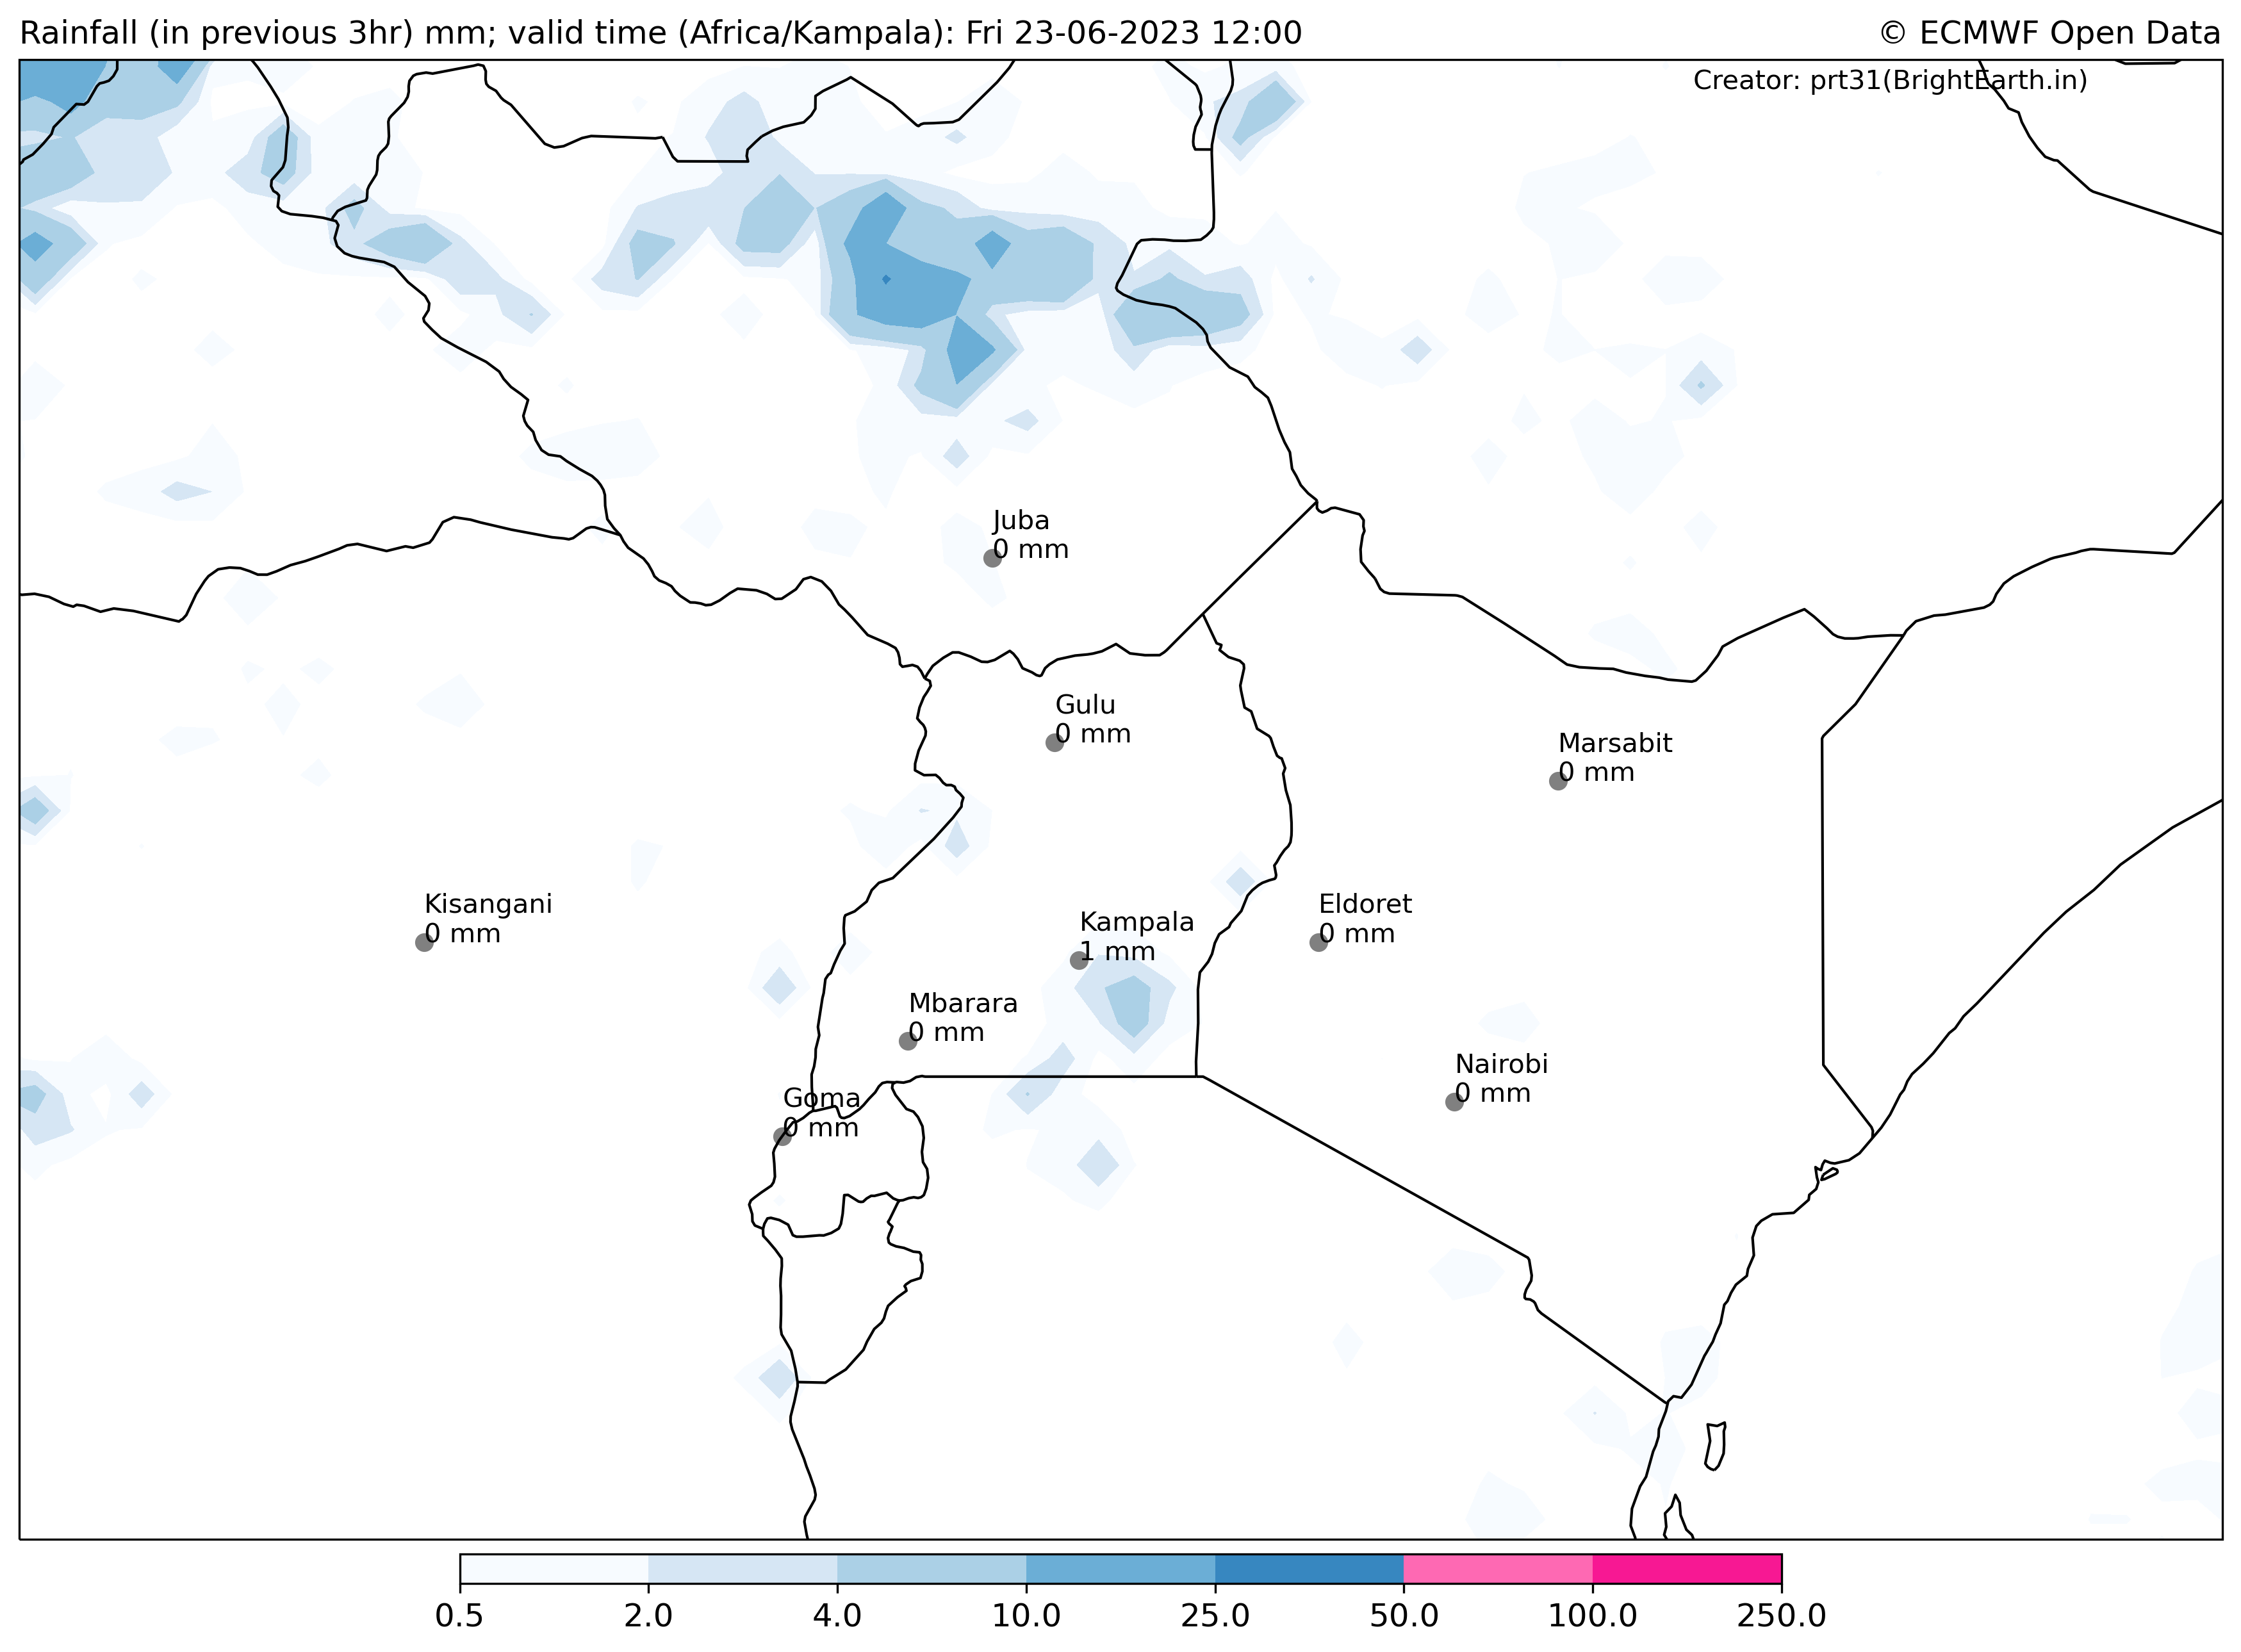 Rainfall (in previous 3hr) mm; valid time (Africa/Kampala): Fri 23-06-2023 12:00
© ECMWF Open Data
Creator: prt31(BrightEarth.in)
Juba
0 mm
Gulu
0 mm
Marsabit
0 mm
Kisangani
0 mm
Kampala
1 mm
Eldoret
0 mm
Mbarara
0 mm
Nairobi
0 mm
Goma
0 mm
0.5 2.0 4.0 10.0 25.0 50.0 100.0 250.0